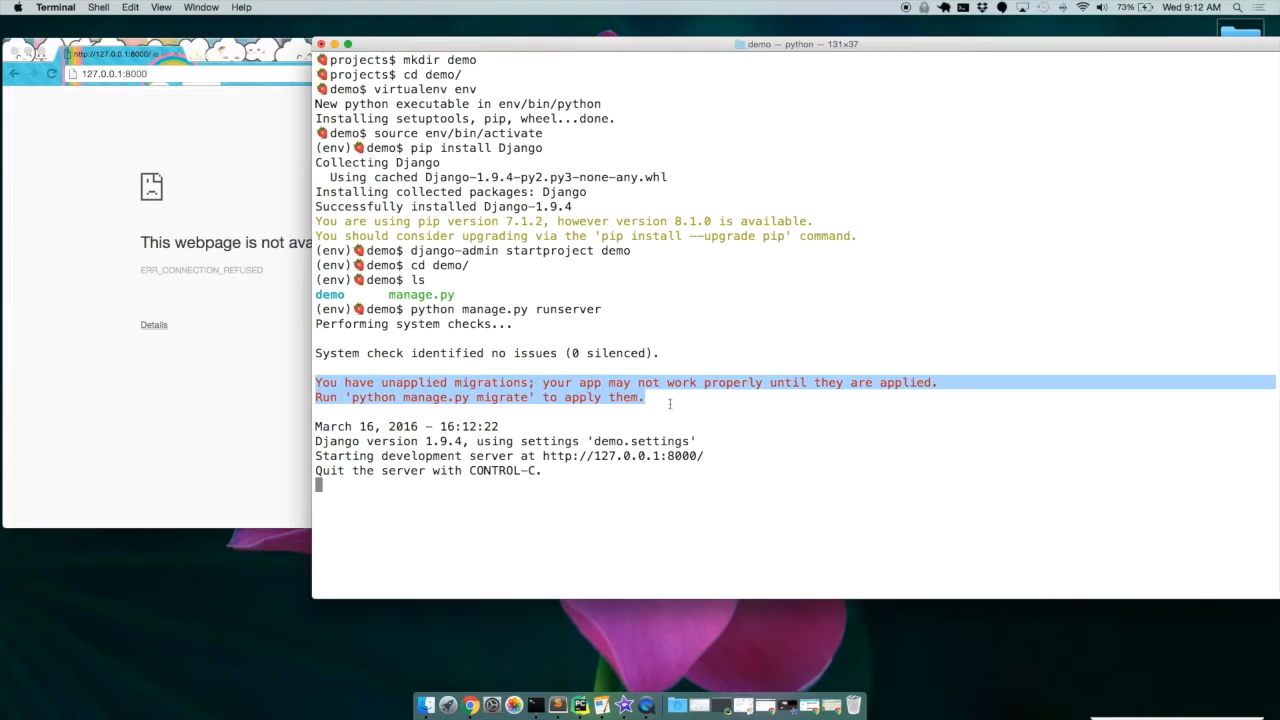 Terminal Shell Edit View Window Help
73% Wed 9:12 AM
demo — python — 131×37
http://127.0.0.1:8000/ is
127.0.0.1:8000
This webpage is not ava
ERR_CONNECTION_REFUSED
Details
projects$ mkdir demo
projects$ cd demo/
demo$ virtualenv env
New python executable in env/bin/python
Installing setuptools, pip, wheel...done.
demo$ source env/bin/activate
(env) demo$ pip install Django
Collecting Django
Using cached Django-1.9.4-py2.py3-none-any.whl
Installing collected packages: Django
Successfully installed Django-1.9.4
You are using pip version 7.1.2, however version 8.1.0 is available.
You should consider upgrading via the 'pip install --upgrade pip' command.
(env) demo$ django-admin startproject demo
(env) demo$ cd demo/
(env) demo$ ls
demo manage.py
(env) demo$ python manage.py runserver
Performing system checks...
System check identified no issues (0 silenced).
You have unapplied migrations; your app may not work properly until they are applied.
Run 'python manage.py migrate' to apply them.
March 16, 2016 - 16:12:22
Django version 1.9.4, using settings 'demo.settings'
Starting development server at http://127.0.0.1:8000/
Quit the server with CONTROL-C.